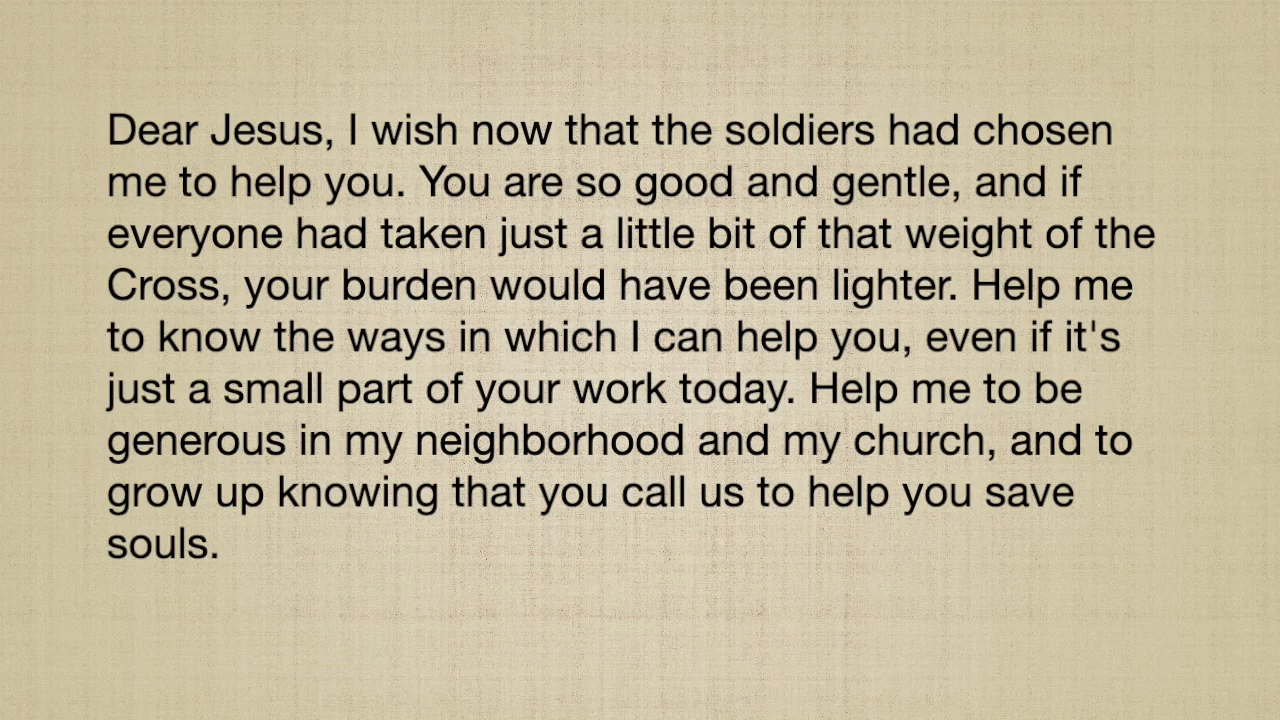 Dear Jesus, I wish now that the soldiers had chosen
me to help you. You are so good and gentle, and if
everyone had taken just a little bit of that weight of the
Cross, your burden would have been lighter. Help me
to know the ways in which I can help you, even if it's
just a small part of your work today. Help me to be
generous in my neighborhood and my church, and to
grow up knowing that you call us to help you save
souls.